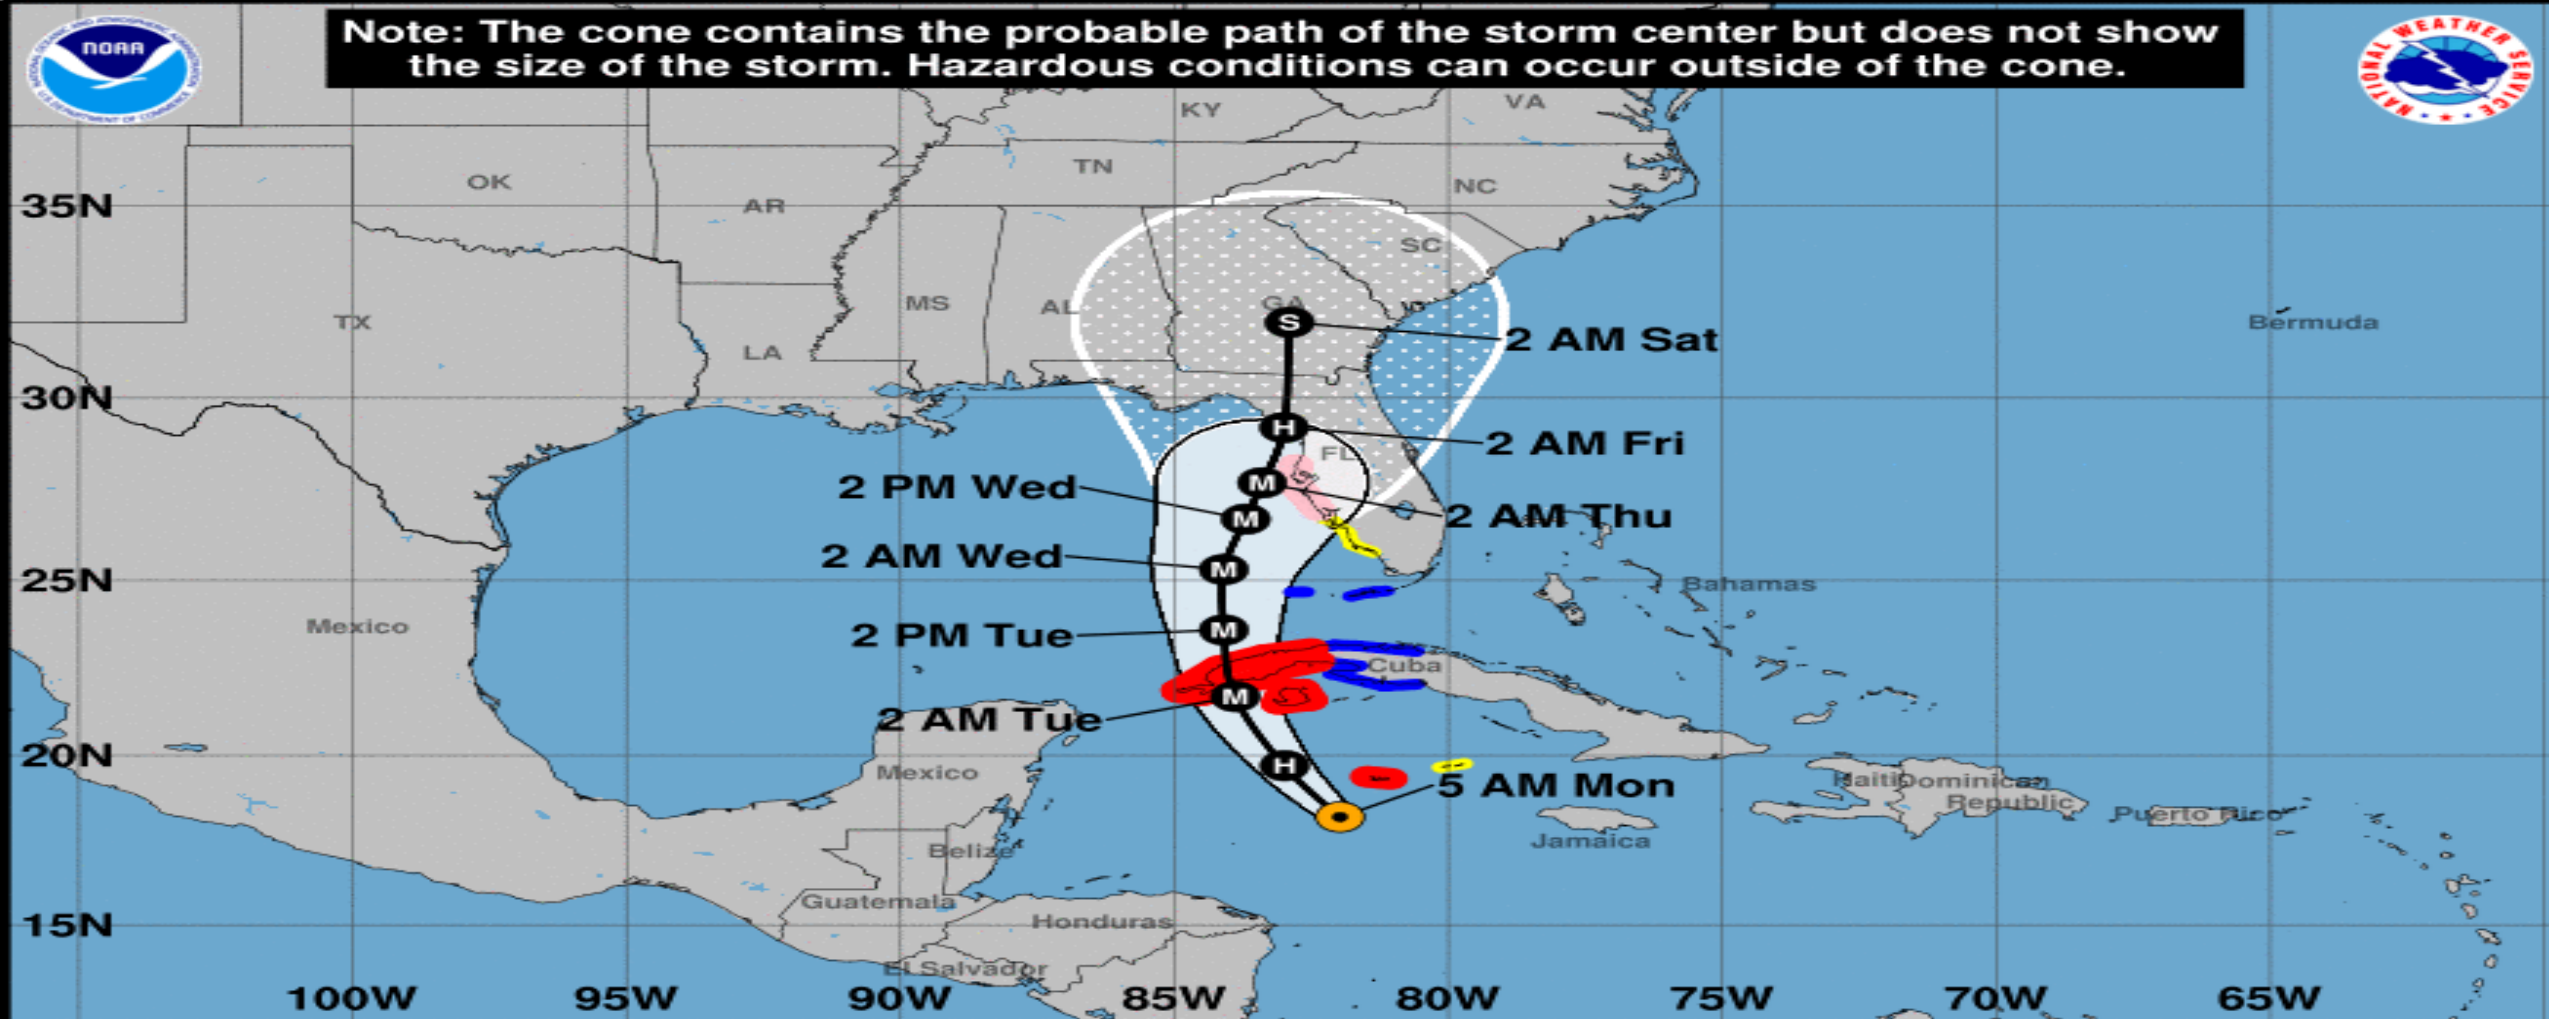 Note: The cone contains the probable path of the storm center but does not show
the size of the storm. Hazardous conditions can occur outside of the cone.
NOAA
NATIONAL WEATHER SERVICE
KY
VA
TN
OK
NC
35N
AR
SC
MS
AL
GA
TX
Bermuda
S
2 AM Sat
LA
30N
H
2 AM Fri
FL
2 PM Wed
M
2 AM Thu
M
2 AM Wed
M
25N
Bahamas
Mexico
2 PM Tue
M
Cuba
M
2 AM Tue
20N
H
Mexico
5 AM Mon
Haiti
Dominican
Republic
Puerto Rico
Jamaica
Belize
Guatemala
Honduras
15N
El Salvador
100W
95W
90W
85W
80W
75W
70W
65W